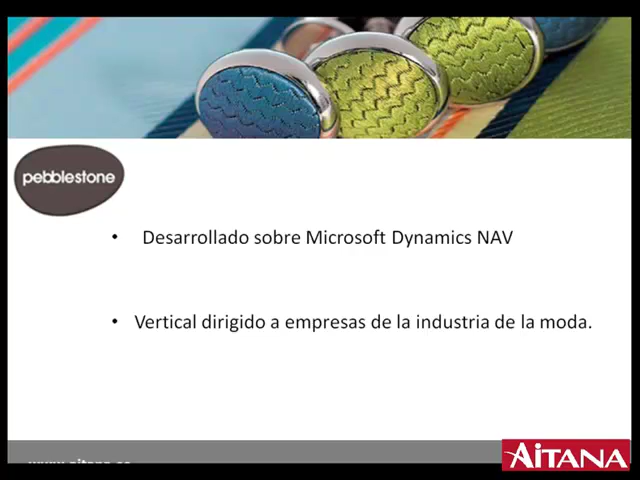 pebblestone
• Desarrollado sobre Microsoft Dynamics NAV
• Vertical dirigido a empresas de la industria de la moda.
AiTANA